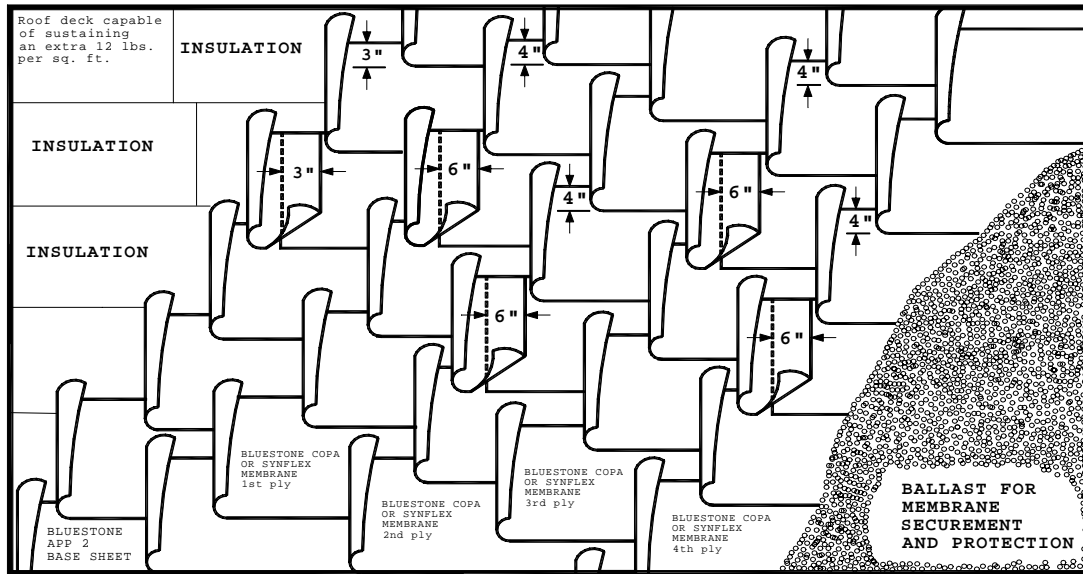 Roof deck capable
of sustaining
an extra 12 lbs.
per sq. ft.
INSULATION
3"
4"
4"
INSULATION
3"
6"
4"
6"
4"
INSULATION
6"
6"
BLUESTONE COPA
OR SYNFLEX
MEMBRANE
1st ply
BLUESTONE COPA
OR SYNFLEX
MEMBRANE
2nd ply
BLUESTONE COPA
OR SYNFLEX
MEMBRANE
3rd ply
BLUESTONE COPA
OR SYNFLEX
MEMBRANE
4th ply
BLUESTONE
APP 2
BASE SHEET
BALLAST FOR
MEMBRANE
SECUREMENT
AND PROTECTION